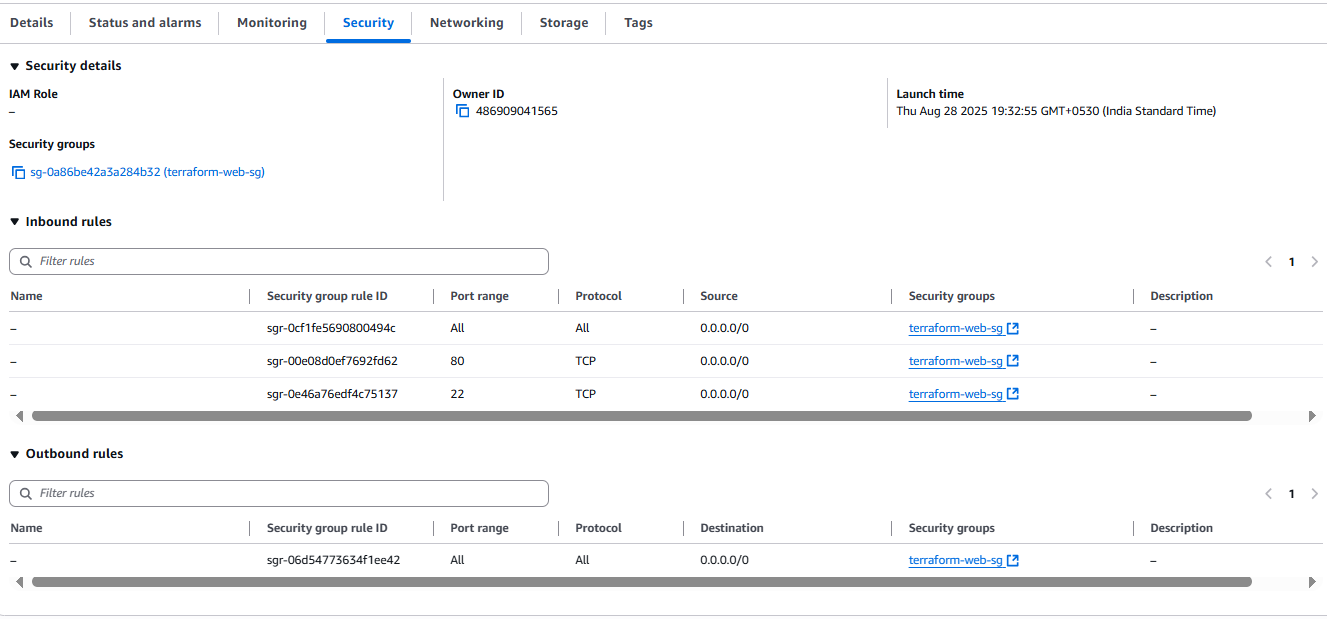 Details Status and alarms Monitoring Security Networking Storage Tags
Security details
IAM Role Owner ID Launch time
– 486909041565 Thu Aug 28 2025 19:32:55 GMT+0530 (India Standard Time)
Security groups
sg-0a86be42a3a284b32 (terraform-web-sg)
Inbound rules
Filter rules 1
Name Security group rule ID Port range Protocol Source Security groups Description
– sgr-0cf1fe5690800494c All All 0.0.0.0/0 terraform-web-sg –
– sgr-00e08d0ef7692fd62 80 TCP 0.0.0.0/0 terraform-web-sg –
– sgr-0e46a76edf4c75137 22 TCP 0.0.0.0/0 terraform-web-sg –
Outbound rules
Filter rules 1
Name Security group rule ID Port range Protocol Destination Security groups Description
– sgr-06d54773634f1ee42 All All 0.0.0.0/0 terraform-web-sg –